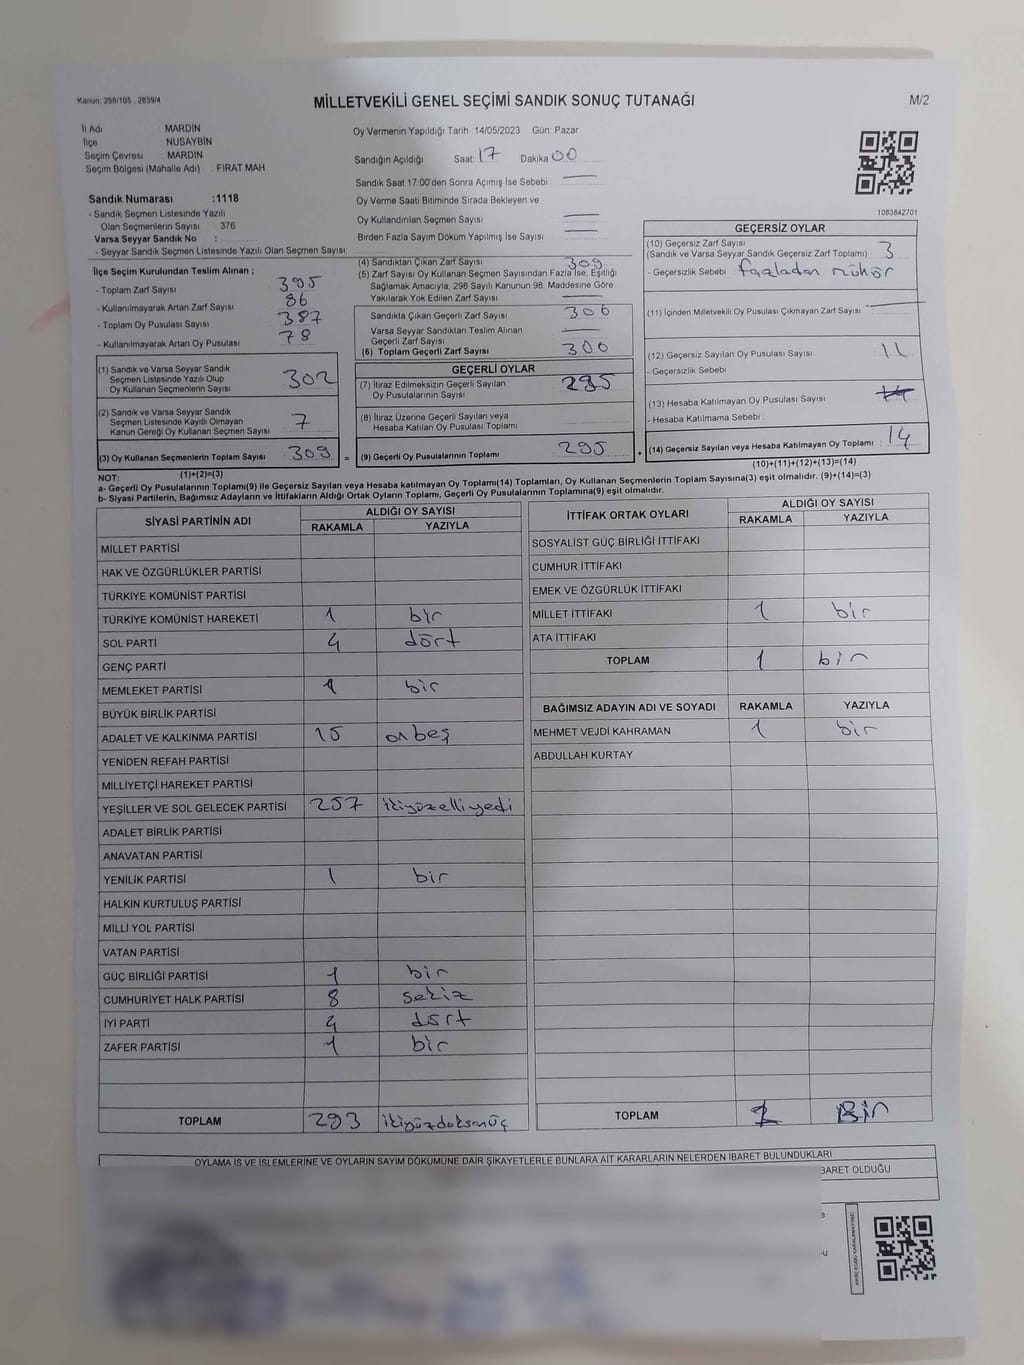 Kanun: 298/105 , 2839/4
MİLLETVEKİLİ GENEL SEÇİMİ SANDIK SONUÇ TUTANAĞI
M/2
İl Adı MARDİN
İlçe NUSAYBİN
Seçim Çevresi MARDİN
Seçim Bölgesi (Mahalle Adı) : FIRAT MAH
Sandık Numarası :1118
- Sandık Seçmen Listesinde Yazılı
Olan Seçmenlerin Sayısı : 376
Varsa Seyyar Sandık No :
- Seyyar Sandık Seçmen Listesinde Yazılı Olan Seçmen Sayısı:
Oy Vermenin Yapıldığı Tarih :14/05/2023 Gün: Pazar
Sandığın Açıldığı Saat: 17 Dakika 00
Sandık Saat 17:00'den Sonra Açımış İse Sebebi
Oy Verme Saati Bitiminde Sırada Bekleyen ve
Oy Kullandırılan Seçmen Sayısı
Birden Fazla Sayım Döküm Yapılmış İse Sayısı
1083842701
İlçe Seçim Kurulundan Teslim Alınan ;
- Toplam Zarf Sayısı : 395
- Kullanılmayarak Artan Zarf Sayısı : 86
- Toplam Oy Pusulası Sayısı : 387
- Kullanılmayarak Artan Oy Pusulası : 78
(4) Sandıktan Çıkan Zarf Sayısı 309
(5) Zarf Sayısı Oy Kullanan Seçmen Sayısından Fazla İse, Eşitliği
Sağlamak Amacıyla, 298 Sayılı Kanunun 98. Maddesine Göre
Yakılarak Yok Edilen Zarf Sayısı
Sandıkta Çıkan Geçerli Zarf Sayısı 306
Varsa Seyyar Sandıktan Teslim Alınan
Geçerli Zarf Sayısı
(6) Toplam Geçerli Zarf Sayısı 306
GEÇERSİZ OYLAR
(10) Geçersiz Zarf Sayısı
(Sandık ve Varsa Seyyar Sandık Geçersiz Zarf Toplamı) 3
- Geçersizlik Sebebi : fazladan mühür
(11) İçinden Milletvekili Oy Pusulası Çıkmayan Zarf Sayısı
(12) Geçersiz Sayılan Oy Pusulası Sayısı 11
- Geçersizlik Sebebi
(13) Hesaba Katılmayan Oy Pusulası Sayısı
- Hesaba Katılmama Sebebi
(14) Geçersiz Sayılan veya Hesaba Katılmayan Oy Toplamı : 14
(10)+(11)+(12)+(13)=(14)
(1) Sandık ve Varsa Seyyar Sandık
Seçmen Listesinde Yazılı Olup
Oy Kullanan Seçmenlerin Sayısı 302
(2) Sandık ve Varsa Seyyar Sandık
Seçmen Listesinde Kayıtlı Olmayan
Kanun Gereği Oy Kullanan Seçmen Sayısı 7
(3) Oy Kullanan Seçmenlerin Toplam Sayısı : 309
(1)+(2)=(3)
=
GEÇERLİ OYLAR
(7) İtiraz Edilmeksizin Geçerli Sayılan
Oy Pusulalarının Sayısı 295
(8) İtiraz Üzerine Geçerli Sayılan veya
Hesaba Katılan Oy Pusulası Toplamı
(9) Geçerli Oy Pusulalarının Toplamı 295
+
NOT:
a- Geçerli Oy Pusulalarının Toplamı(9) ile Geçersiz Sayılan veya Hesaba katılmayan Oy Toplamı(14) Toplamları, Oy Kullanan Seçmenlerin Toplam Sayısına(3) eşit olmalıdır. (9)+(14)=(3)
b- Siyasi Partilerin, Bağımsız Adayların ve İttifakların Aldığı Ortak Oyların Toplamı, Geçerli Oy Pusulalarının Toplamına(9) eşit olmalıdır.
SİYASİ PARTİNİN ADI ALDIĞI OY SAYISI
RAKAMLA YAZIYLA
MİLLET PARTİSİ
HAK VE ÖZGÜRLÜKLER PARTİSİ
TÜRKİYE KOMÜNİST PARTİSİ
TÜRKİYE KOMÜNİST HAREKETİ 1 bir
SOL PARTİ 4 dört
GENÇ PARTİ
MEMLEKET PARTİSİ 1 bir
BÜYÜK BİRLİK PARTİSİ
ADALET VE KALKINMA PARTİSİ 15 onbeş
YENİDEN REFAH PARTİSİ
MİLLİYETÇİ HAREKET PARTİSİ
YEŞİLLER VE SOL GELECEK PARTİSİ 257 ikiyüzelliyedi
ADALET BİRLİK PARTİSİ
ANAVATAN PARTİSİ
YENİLİK PARTİSİ 1 bir
HALKIN KURTULUŞ PARTİSİ
MİLLİ YOL PARTİSİ
VATAN PARTİSİ
GÜÇ BİRLİĞİ PARTİSİ 1 bir
CUMHURİYET HALK PARTİSİ 8 sekiz
İYİ PARTİ 4 dört
ZAFER PARTİSİ 1 bir
TOPLAM 293 ikiyüzdoksanüç
İTTİFAK ORTAK OYLARI ALDIĞI OY SAYISI
RAKAMLA YAZIYLA
SOSYALİST GÜÇ BİRLİĞİ İTTİFAKI
CUMHUR İTTİFAKI
EMEK VE ÖZGÜRLÜK İTTİFAKI
MİLLET İTTİFAKI 1 bir
ATA İTTİFAKI
TOPLAM 1 bir
BAĞIMSIZ ADAYIN ADI VE SOYADI RAKAMLA YAZIYLA
MEHMET VEJDİ KAHRAMAN 1 bir
ABDULLAH KURTAY
TOPLAM 1 Bir
OYLAMA İŞ VE İŞLEMLERİNE VE OYLARIN SAYIM DÖKÜMÜNE DAİR ŞİKAYETLERLE BUNLARA AİT KARARLARIN NELERDEN İBARET BULUNDUKLARI
BARET OLDUĞU